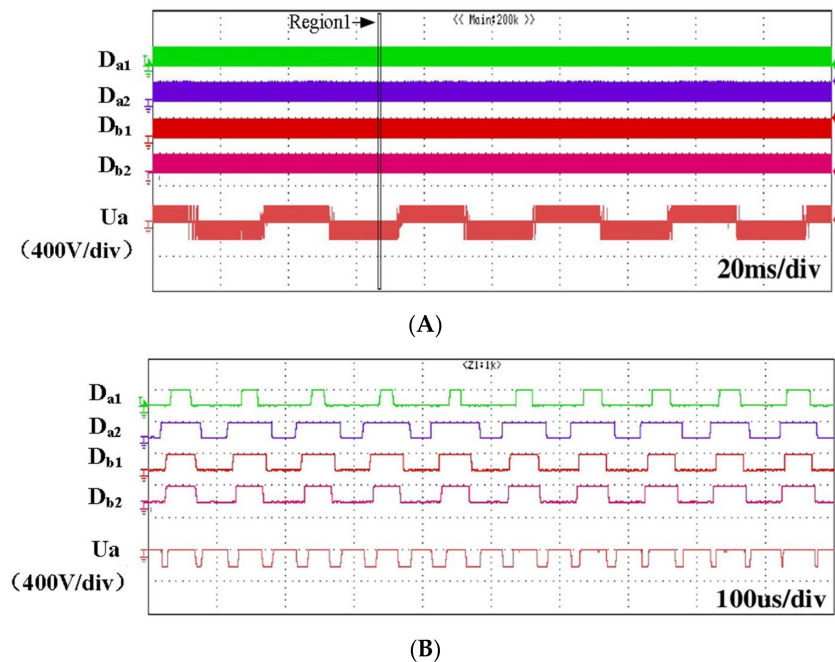 Region1
<< Main:200k >>
Da1
Da2
Db1
Db2
Ua
(400V/div)
20ms/div
(A)
<Z1:1k>
Da1
Da2
Db1
Db2
Ua
(400V/div)
100us/div
(B)